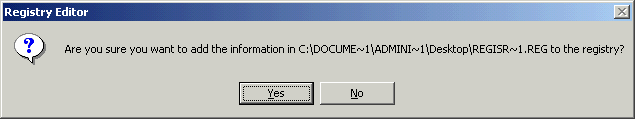 Registry Editor
Are you sure you want to add the information in C:\DOCUME~1\ADMINI~1\Desktop\REGISR~1.REG to the registry?
Yes No